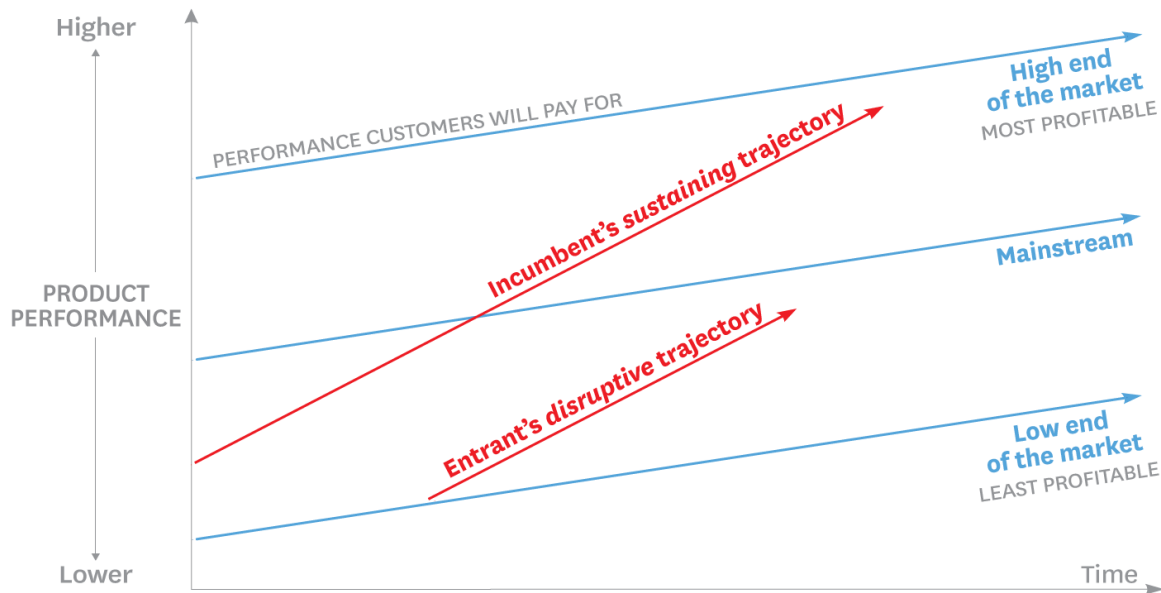 Higher
PERFORMANCE CUSTOMERS WILL PAY FOR
High end
of the market
MOST PROFITABLE
Incumbent’s sustaining trajectory
Mainstream
PRODUCT
PERFORMANCE
Entrant’s disruptive trajectory
Low end
of the market
LEAST PROFITABLE
Lower
Time